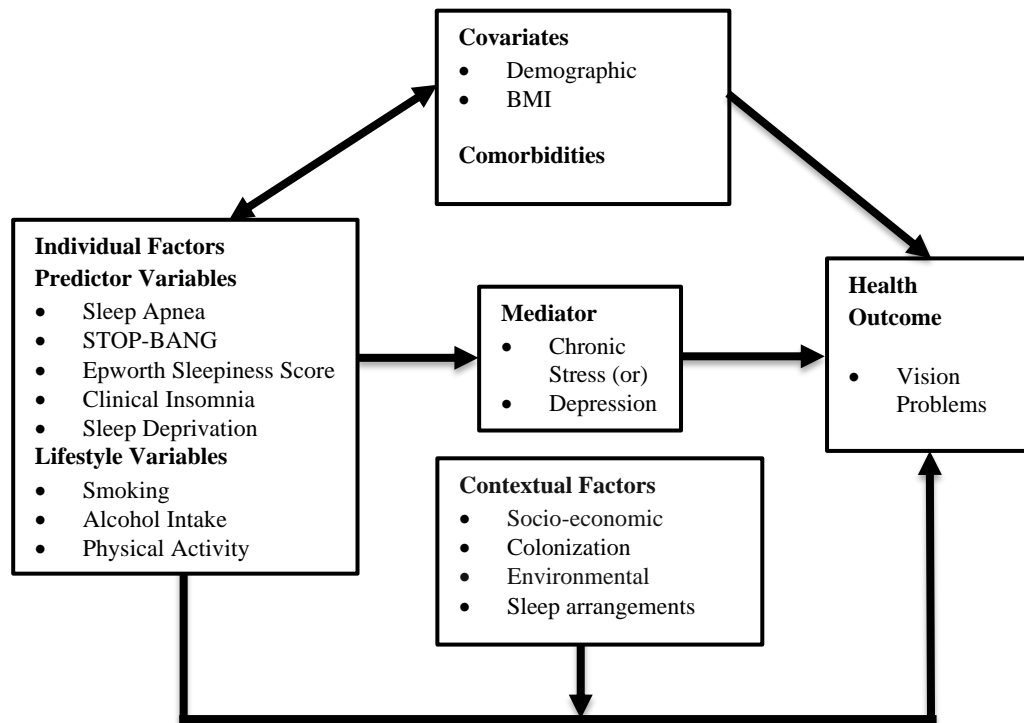 Covariates
• Demographic
• BMI
Comorbidities
Individual Factors
Predictor Variables
• Sleep Apnea
• STOP-BANG
• Epworth Sleepiness Score
• Clinical Insomnia
• Sleep Deprivation
Lifestyle Variables
• Smoking
• Alcohol Intake
• Physical Activity
Mediator
• Chronic
Stress (or)
• Depression
Health
Outcome
• Vision
Problems
Contextual Factors
• Socio-economic
• Colonization
• Environmental
• Sleep arrangements